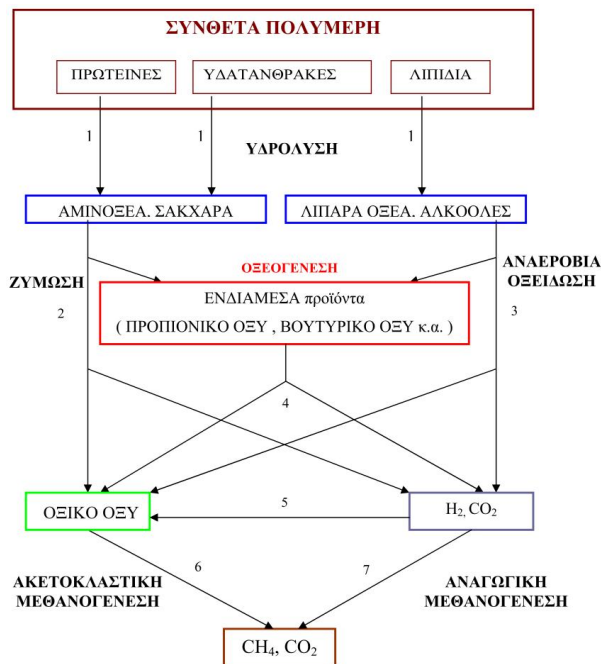 ΣΥΝΘΕΤΑ ΠΟΛΥΜΕΡΗ
ΠΡΩΤΕΙΝΕΣ
ΥΔΑΤΑΝΘΡΑΚΕΣ
ΛΙΠΙΔΙΑ
1
1
1
ΥΔΡΟΛΥΣΗ
ΑΜΙΝΟΞΕΑ. ΣΑΚΧΑΡΑ
ΛΙΠΑΡΑ ΟΞΕΑ. ΑΛΚΟΟΛΕΣ
ΖΥΜΩΣΗ
2
ΟΞΕΟΓΕΝΕΣΗ
ΑΝΑΕΡΟΒΙΑ
ΟΞΕΙΔΩΣΗ
3
ΕΝΔΙΑΜΕΣΑ προϊόντα
( ΠΡΟΠΙΟΝΙΚΟ ΟΞΥ , ΒΟΥΤΥΡΙΚΟ ΟΞΥ κ.α. )
4
ΟΞΙΚΟ ΟΞΥ
5
H2, CO2
6
7
ΑΚΕΤΟΚΛΑΣΤΙΚΗ
ΜΕΘΑΝΟΓΕΝΕΣΗ
ΑΝΑΓΩΓΙΚΗ
ΜΕΘΑΝΟΓΕΝΕΣΗ
CH4, CO2